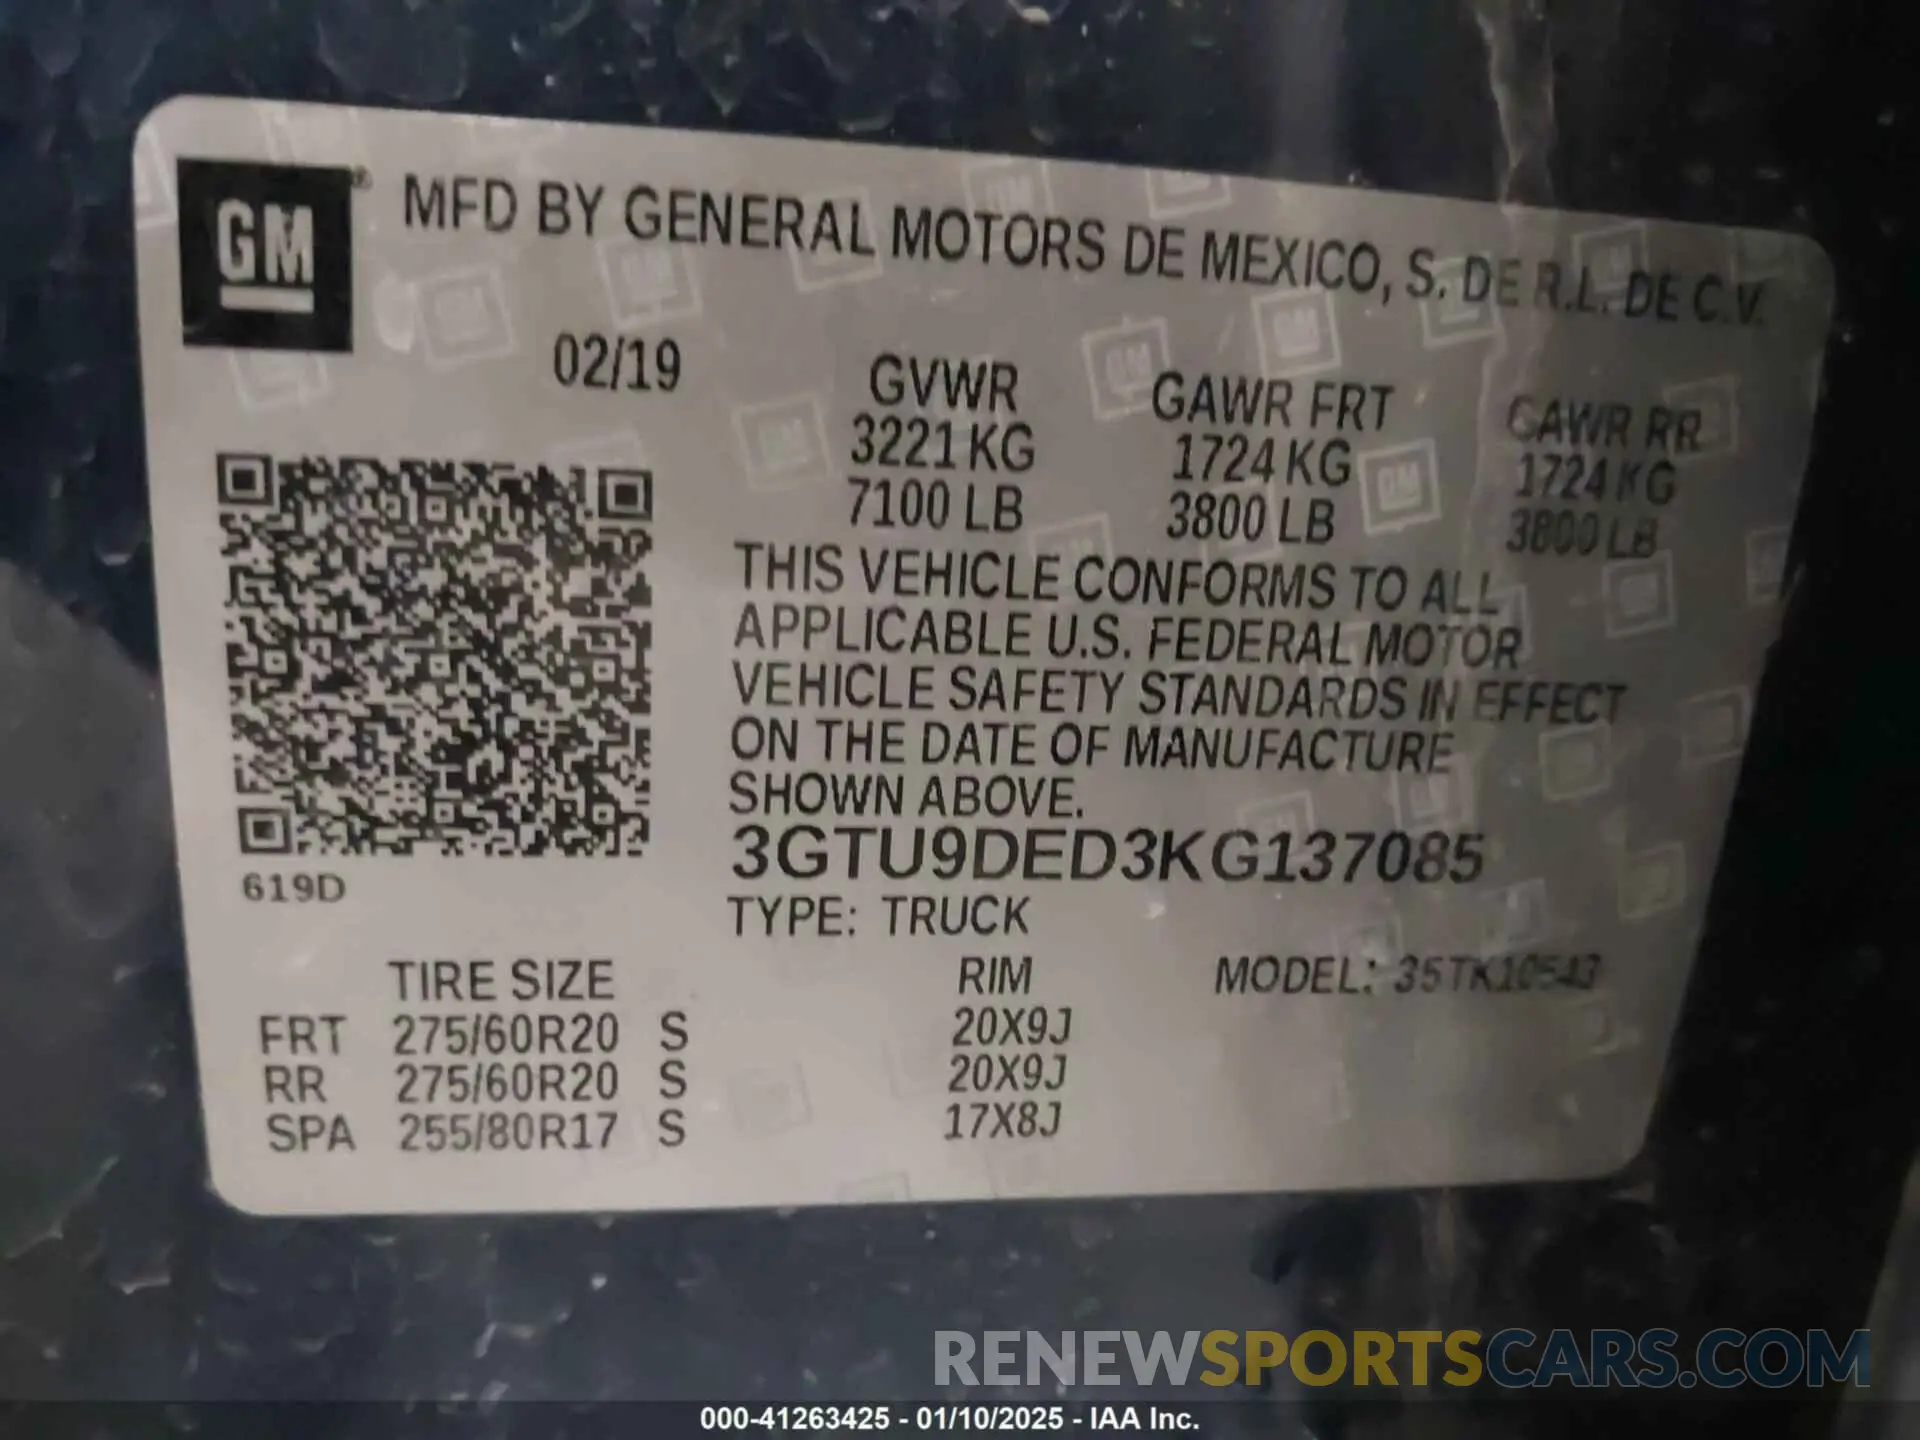 GM ® MFD BY GENERAL MOTORS DE MEXICO, S. DE R.L. DE C.V.
02/19
GVWR GAWR FRT GAWR RR
3221 KG 1724 KG 1724 KG
7100 LB 3800 LB 3800 LB
THIS VEHICLE CONFORMS TO ALL
APPLICABLE U.S. FEDERAL MOTOR
VEHICLE SAFETY STANDARDS IN EFFECT
ON THE DATE OF MANUFACTURE
SHOWN ABOVE.
3GTU9DED3KG137085
619D
TYPE: TRUCK
TIRE SIZE RIM MODEL: 35TK10543
FRT 275/60R20 S 20X9J
RR 275/60R20 S 20X9J
SPA 255/80R17 S 17X8J
RENEWSPORTSCARS.COM
000-41263425 - 01/10/2025 - IAA Inc.